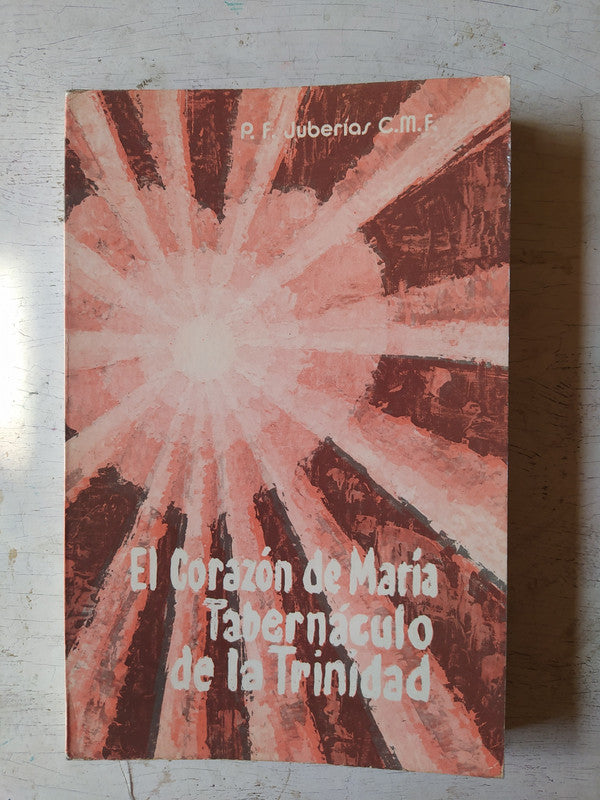 P. F. Juberías C.M.F.
El Corazón de María
Tabernáculo
de la Trinidad